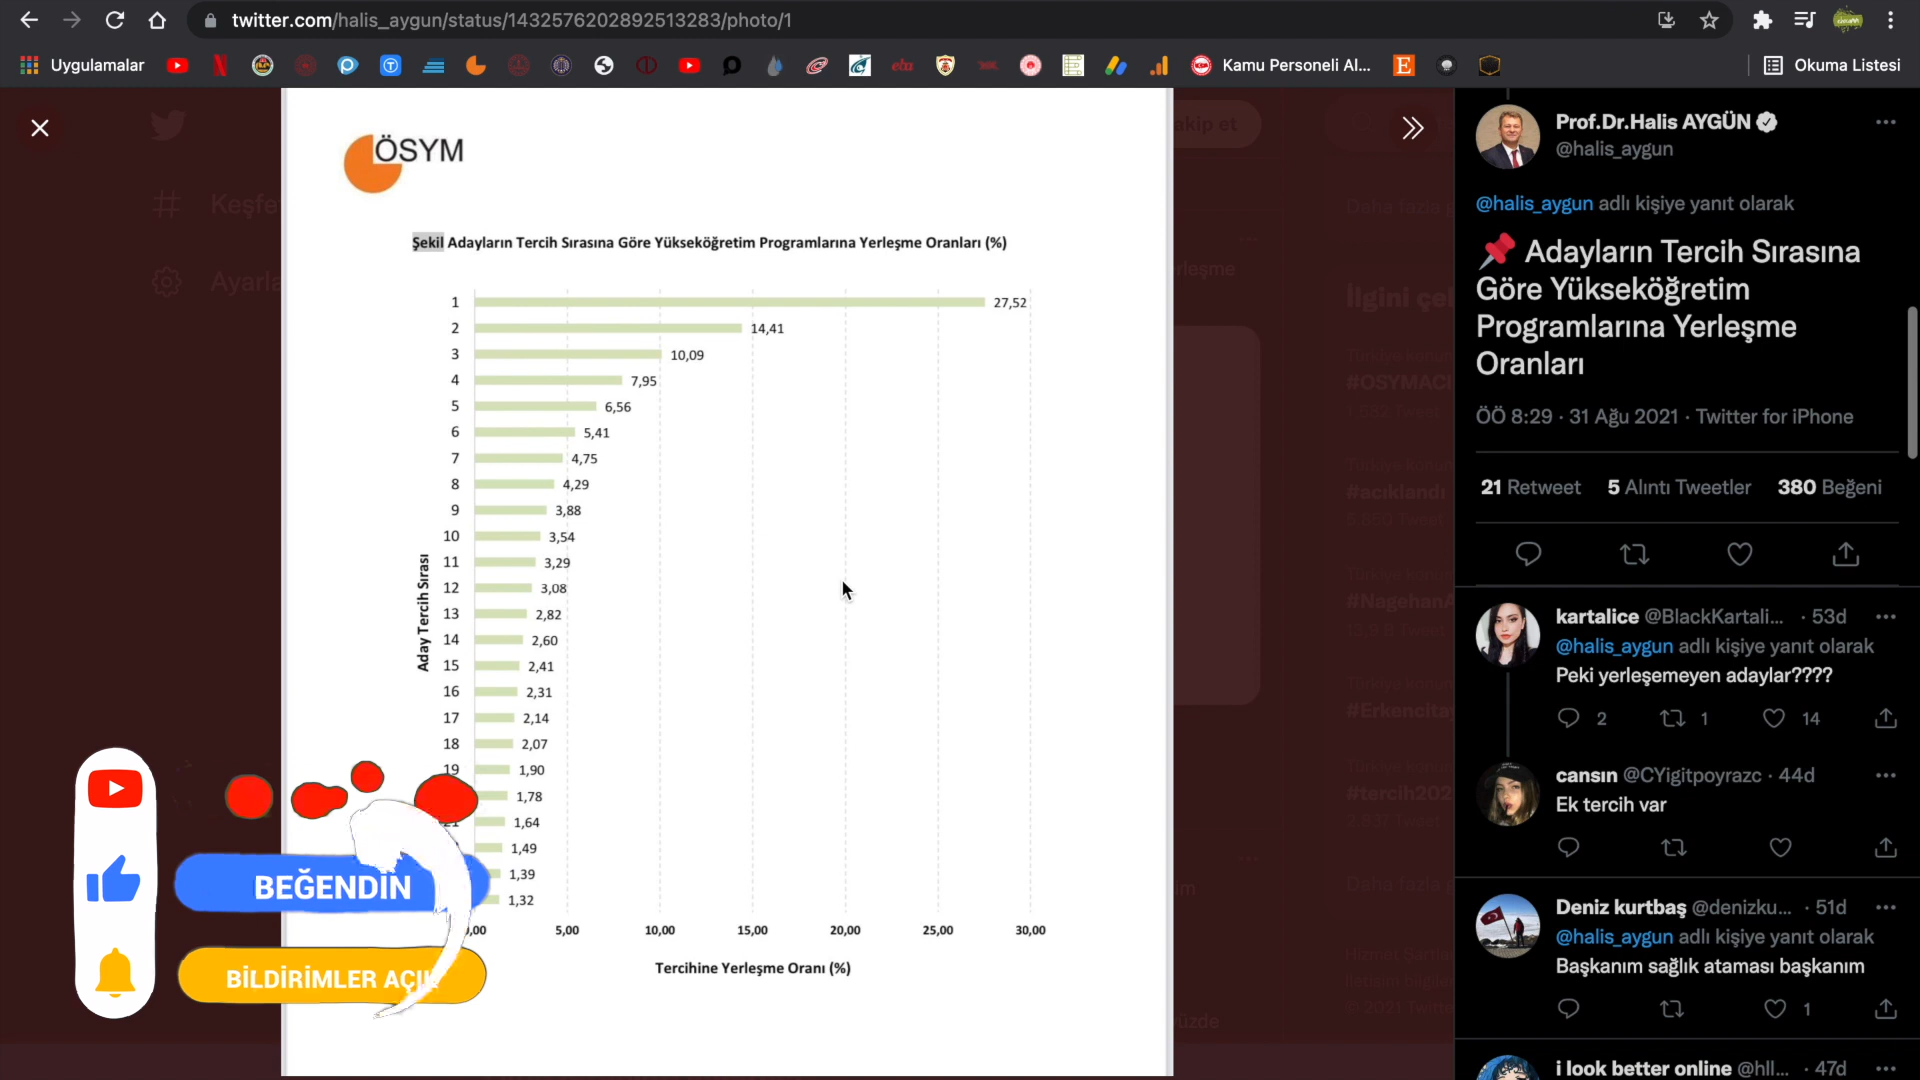 twitter.com/halis_aygun/status/1432576202892513283/photo/1
Uygulamalar
Kamu Personeli Al...
Okuma Listesi
ÖSYM
Şekil Adayların Tercih Sırasına Göre Yükseköğretim Programlarına Yerleşme Oranları (%)
1 27,52
2 14,41
3 10,09
4 7,95
5 6,56
6 5,41
7 4,75
8 4,29
9 3,88
10 3,54
11 3,29
12 3,08
13 2,82
14 2,60
15 2,41
16 2,31
17 2,14
18 2,07
19 1,90
1,78
21 1,64
1,49
1,39
1,32
Aday Tercih Sırası
,00 5,00 10,00 15,00 20,00 25,00 30,00
Tercihine Yerleşme Oranı (%)
BEĞENDİN
BİLDİRİMLER AÇIK
Prof.Dr.Halis AYGÜN
@halis_aygun
@halis_aygun adlı kişiye yanıt olarak
Adayların Tercih Sırasına
Göre Yükseköğretim
Programlarına Yerleşme
Oranları
ÖÖ 8:29 · 31 Ağu 2021 · Twitter for iPhone
21 Retweet 5 Alıntı Tweetler 380 Beğeni
kartalice @BlackKartali... · 53d
@halis_aygun adlı kişiye yanıt olarak
Peki yerleşemeyen adaylar????
2 1 14
cansın @CYigitpoyrazc · 44d
Ek tercih var
Deniz kurtbaş @denizku... · 51d
@halis_aygun adlı kişiye yanıt olarak
Başkanım sağlık ataması başkanım
1
i look better online @hll... · 47d